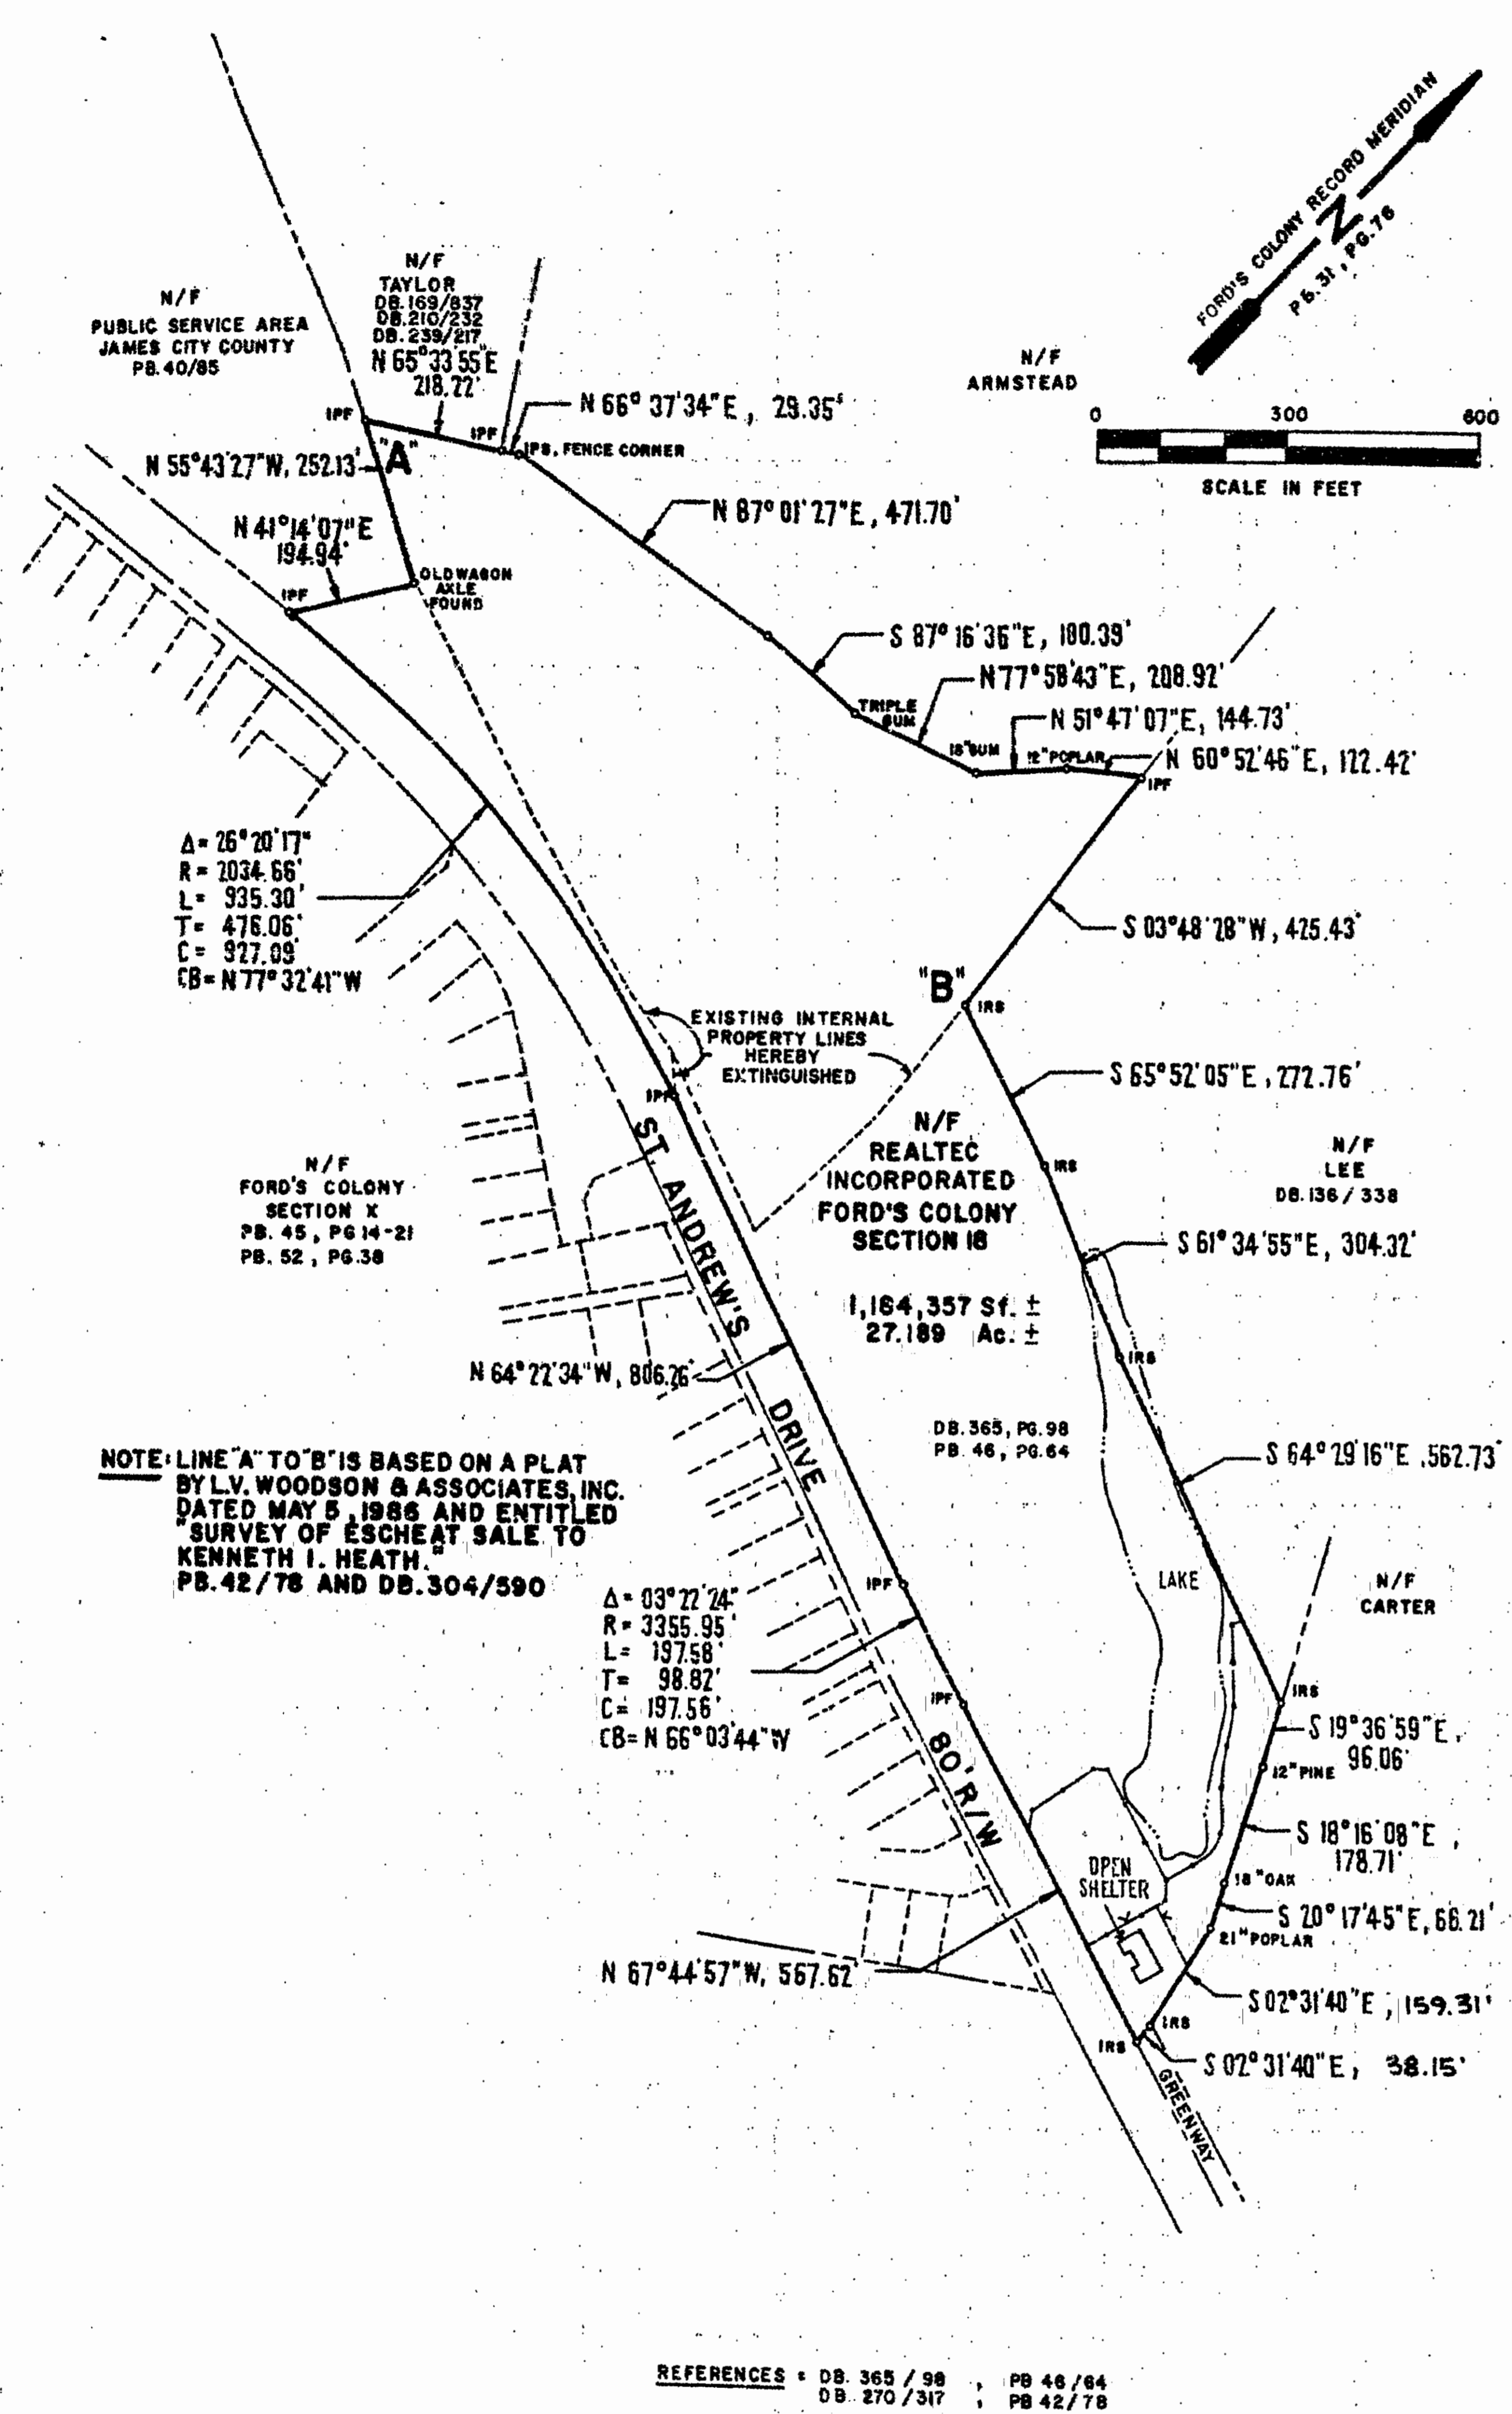 FORD'S COLONY RECORD MERIDIAN
N
PB. 31, PG. 76
N/F
ARMSTEAD
0 300 600
SCALE IN FEET
N/F
PUBLIC SERVICE AREA
JAMES CITY COUNTY
PB. 40/85
N/F
TAYLOR
DB. 169/837
DB. 210/232
DB. 239/217
N 65°33'55"E
218.22'
IPF
IPF
N 66° 37'34"E, 29.35'
IPS, FENCE CORNER
"A"
N 55°43'27"W, 252.13'
N 41°14'07"E
194.94'
IPF
OLD WAGON
AXLE
FOUND
N 87° 01'27"E, 471.70'
S 87° 16'36"E, 180.39'
N 77°58'43"E, 208.92'
TRIPLE
GUM
N 51°47'07"E, 144.73'
18" GUM
12" POPLAR
N 60°52'46"E, 122.42'
IPF
Δ= 26°20'17"
R= 2034.66'
L= 935.30'
T= 476.06'
C= 927.09'
CB= N 77°32'41"W
S 03°48'28"W, 425.43'
"B"
IRS
EXISTING INTERNAL
PROPERTY LINES
HEREBY
EXTINGUISHED
S 65°52'05"E, 272.76'
IPF
N/F
REALTEC
INCORPORATED
FORD'S COLONY
SECTION 16
IRS
N/F
LEE
DB. 136 / 338
N/F
FORD'S COLONY
SECTION X
PB. 45, PG 14-21
PB. 52, PG. 38
ST. ANDREW'S DRIVE
80' R/W
S 61° 34'55"E, 304.32'
1,184,357 Sf. ±
27.189 Ac. ±
IRS
N 64°22'34"W, 806.26'
DB. 365, PG. 98
PB. 46, PG. 64
S 64° 29'16"E, 562.73'
NOTE: LINE "A" TO "B" IS BASED ON A PLAT
BY L.V. WOODSON & ASSOCIATES, INC.
DATED MAY 5, 1986 AND ENTITLED
"SURVEY OF ESCHEAT SALE TO
KENNETH I. HEATH."
PB. 42/78 AND DB. 304/590
IPF
LAKE
N/F
CARTER
Δ= 03°22'24"
R= 3355.95'
L= 197.58'
T= 98.82'
C= 197.56'
CB= N 66°03'44"W
IPF
IRS
S 19°36'59"E,
96.06'
12" PINE
S 18°16'08"E,
178.71'
OPEN
SHELTER
18" OAK
S 20°17'45"E, 66.21'
21" POPLAR
N 67°44'57"W, 567.62'
S 02°31'40"E, 159.31'
IRS
IRS
S 02°31'40"E, 38.15'
GREENWAY
REFERENCES : DB. 365 / 98 , PB 46 / 64
DB. 270 / 317 ; PB 42 / 78